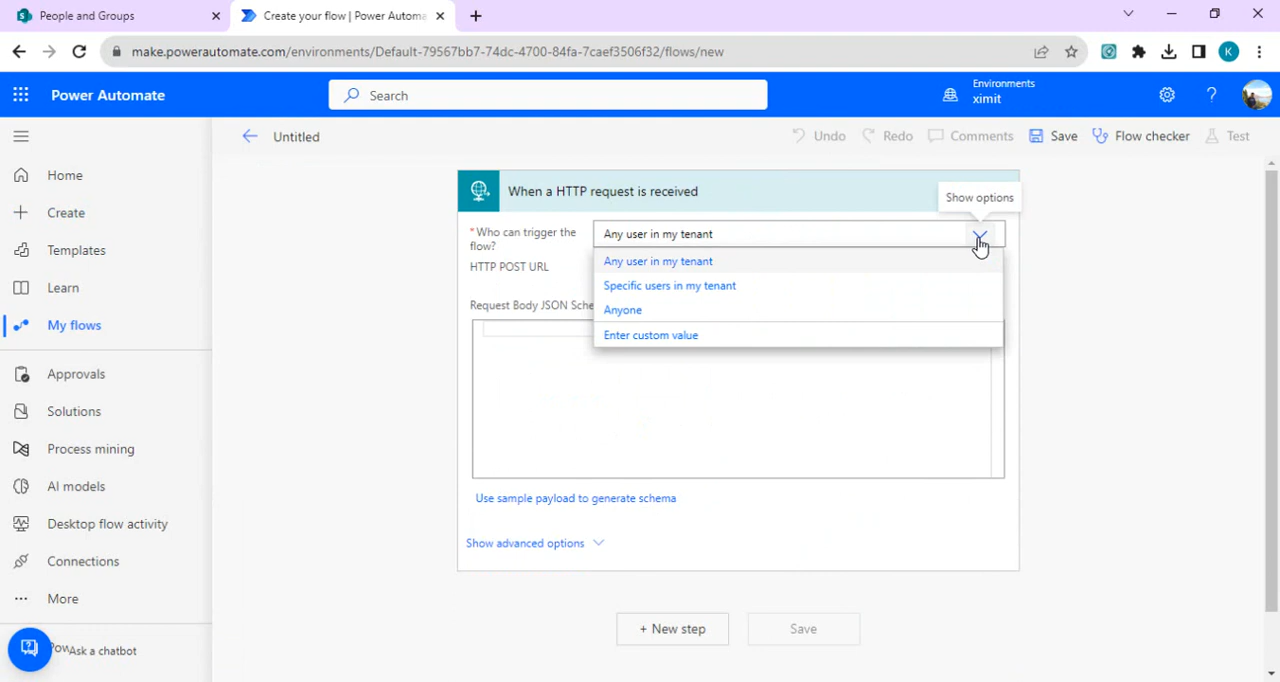 People and Groups
Create your flow | Power Automa
make.powerautomate.com/environments/Default-79567bb7-74dc-4700-84fa-7caef3506f32/flows/new
K
Power Automate
Search
Environments
ximit
Untitled
Undo
Redo
Comments
Save
Flow checker
Test
Home
Create
Templates
Learn
My flows
Approvals
Solutions
Process mining
AI models
Desktop flow activity
Connections
More
Pow
Ask a chatbot
When a HTTP request is received
Show options
* Who can trigger the
flow?
Any user in my tenant
HTTP POST URL
Any user in my tenant
Specific users in my tenant
Request Body JSON Sche
Anyone
Enter custom value
Use sample payload to generate schema
Show advanced options
+ New step
Save